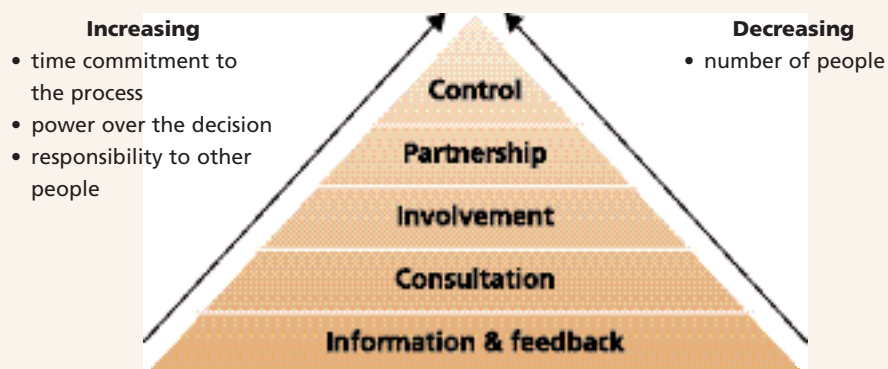 Increasing
• time commitment to
the process
• power over the decision
• responsibility to other
people
Decreasing
• number of people
Control
Partnership
Involvement
Consultation
Information & feedback